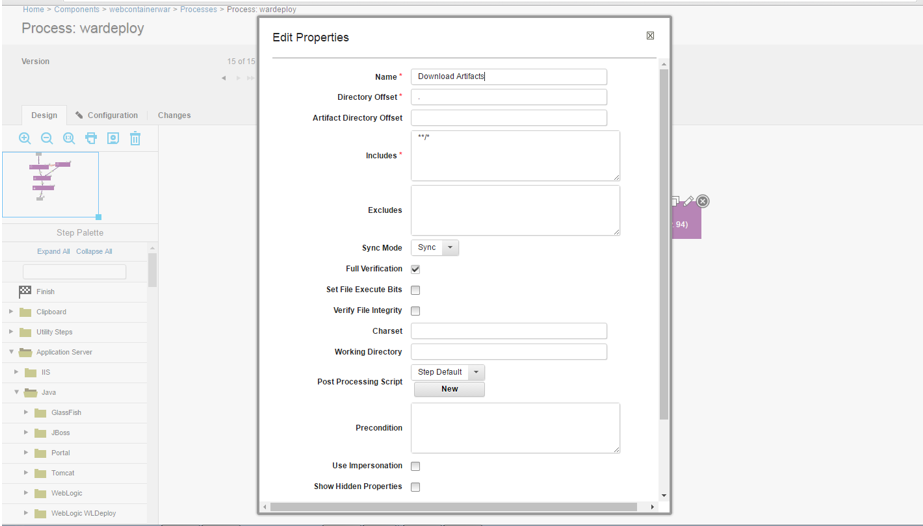 Home > Components > webcontainerwar > Processes > Process: wardeploy
Process: wardeploy
Version
15 of 15
Design
Configuration
Changes
Step Palette
Expand All Collapse All
Finish
Clipboard
Utility Steps
Application Server
IIS
Java
GlassFish
JBoss
Portal
Tomcat
WebLogic
WebLogic WLDeploy
Edit Properties
Name * Download Artifacts
Directory Offset * .
Artifact Directory Offset
Includes * **/*
Excludes
Sync Mode Sync
Full Verification
Set File Execute Bits
Verify File Integrity
Charset
Working Directory
Post Processing Script Step Default
New
Precondition
Use Impersonation
Show Hidden Properties
94)